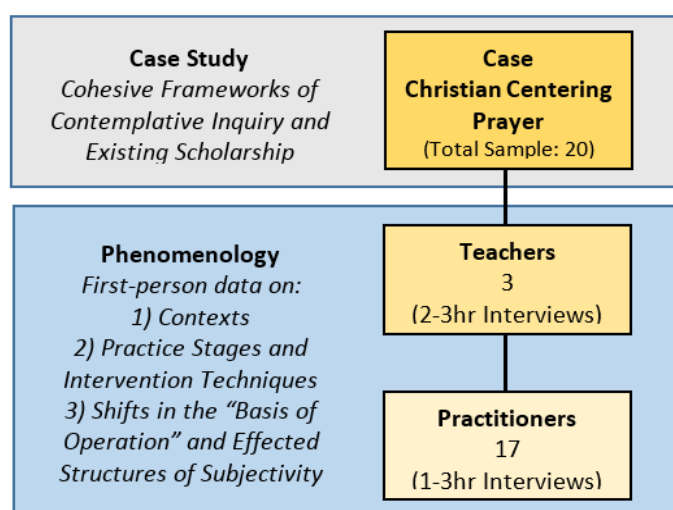 Case Study
Cohesive Frameworks of
Contemplative Inquiry and
Existing Scholarship
Case
Christian Centering
Prayer
(Total Sample: 20)
Phenomenology
First-person data on:
1) Contexts
2) Practice Stages and
Intervention Techniques
3) Shifts in the “Basis of
Operation” and Effected
Structures of Subjectivity
Teachers
3
(2-3hr Interviews)
Practitioners
17
(1-3hr Interviews)